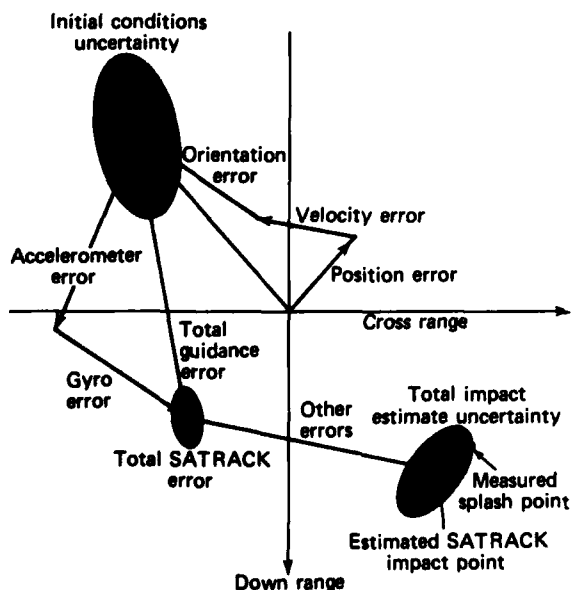 Initial conditions
uncertainty
Orientation
error
Velocity error
Accelerometer
error
Position error
Cross range
Total
guidance
error
Gyro
error
Other
errors
Total impact
estimate uncertainty
Total SATRACK
error
Measured
splash point
Estimated SATRACK
impact point
Down range